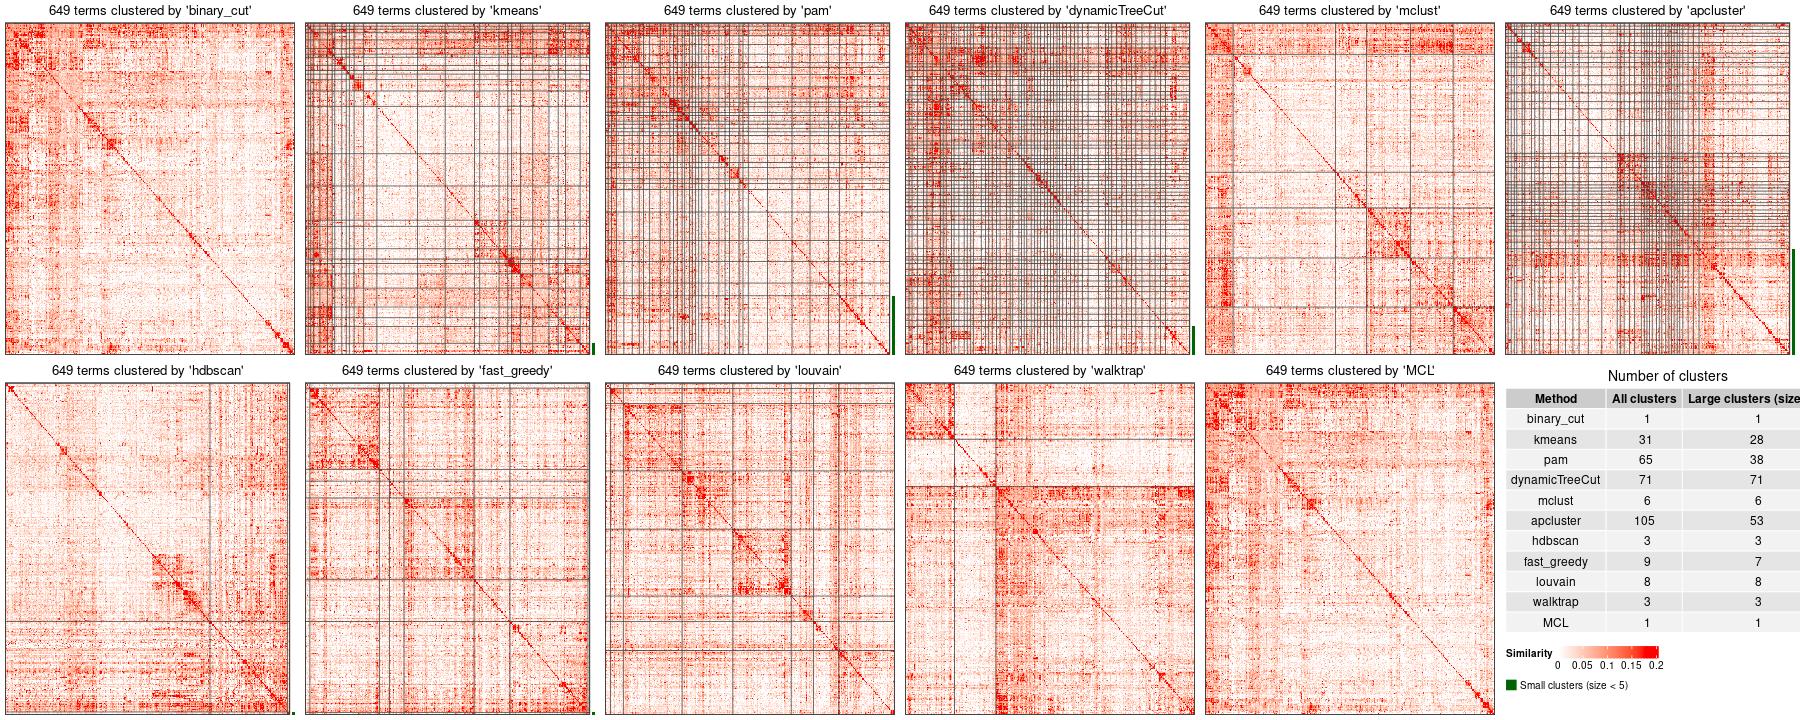 649 terms clustered by 'binary_cut'
649 terms clustered by 'kmeans'
649 terms clustered by 'pam'
649 terms clustered by 'dynamicTreeCut'
649 terms clustered by 'mclust'
649 terms clustered by 'apcluster'
649 terms clustered by 'hdbscan'
649 terms clustered by 'fast_greedy'
649 terms clustered by 'louvain'
649 terms clustered by 'walktrap'
649 terms clustered by 'MCL'
Number of clusters
Method All clusters Large clusters (size
binary_cut 1 1
kmeans 31 28
pam 65 38
dynamicTreeCut 71 71
mclust 6 6
apcluster 105 53
hdbscan 3 3
fast_greedy 9 7
louvain 8 8
walktrap 3 3
MCL 1 1
Similarity
0 0.05 0.1 0.15 0.2
Small clusters (size < 5)